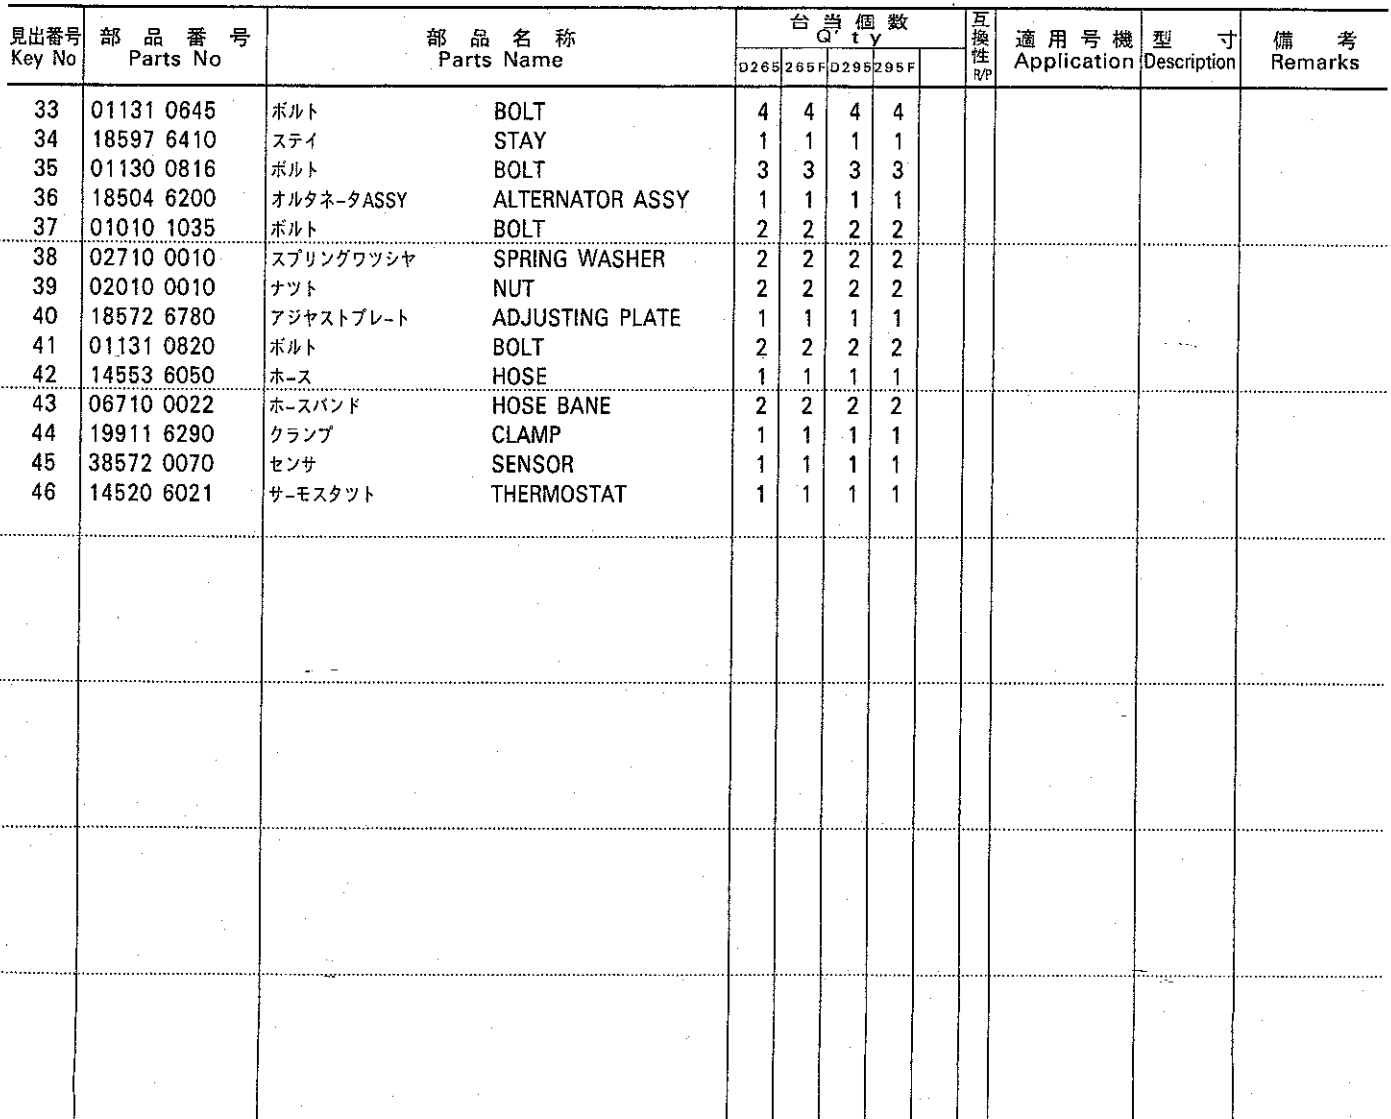 見出番号 部品番号 部品名称 台当個数 互換性 適用号機 型寸 備考
Key No Parts No Parts Name Q'ty R/P Application Description Remarks
D265 265F D295 295F
33 01131 0645 ボルト BOLT 4 4 4 4
34 18597 6410 ステイ STAY 1 1 1 1
35 01130 0816 ボルト BOLT 3 3 3 3
36 18504 6200 オルタネータASSY ALTERNATOR ASSY 1 1 1 1
37 01010 1035 ボルト BOLT 2 2 2 2
38 02710 0010 スプリングワツシヤ SPRING WASHER 2 2 2 2
39 02010 0010 ナツト NUT 2 2 2 2
40 18572 6780 アジヤストプレート ADJUSTING PLATE 1 1 1 1
41 01131 0820 ボルト BOLT 2 2 2 2
42 14553 6050 ホース HOSE 1 1 1 1
43 06710 0022 ホースバンド HOSE BANE 2 2 2 2
44 19911 6290 クランプ CLAMP 1 1 1 1
45 38572 0070 センサ SENSOR 1 1 1 1
46 14520 6021 サーモスタツト THERMOSTAT 1 1 1 1